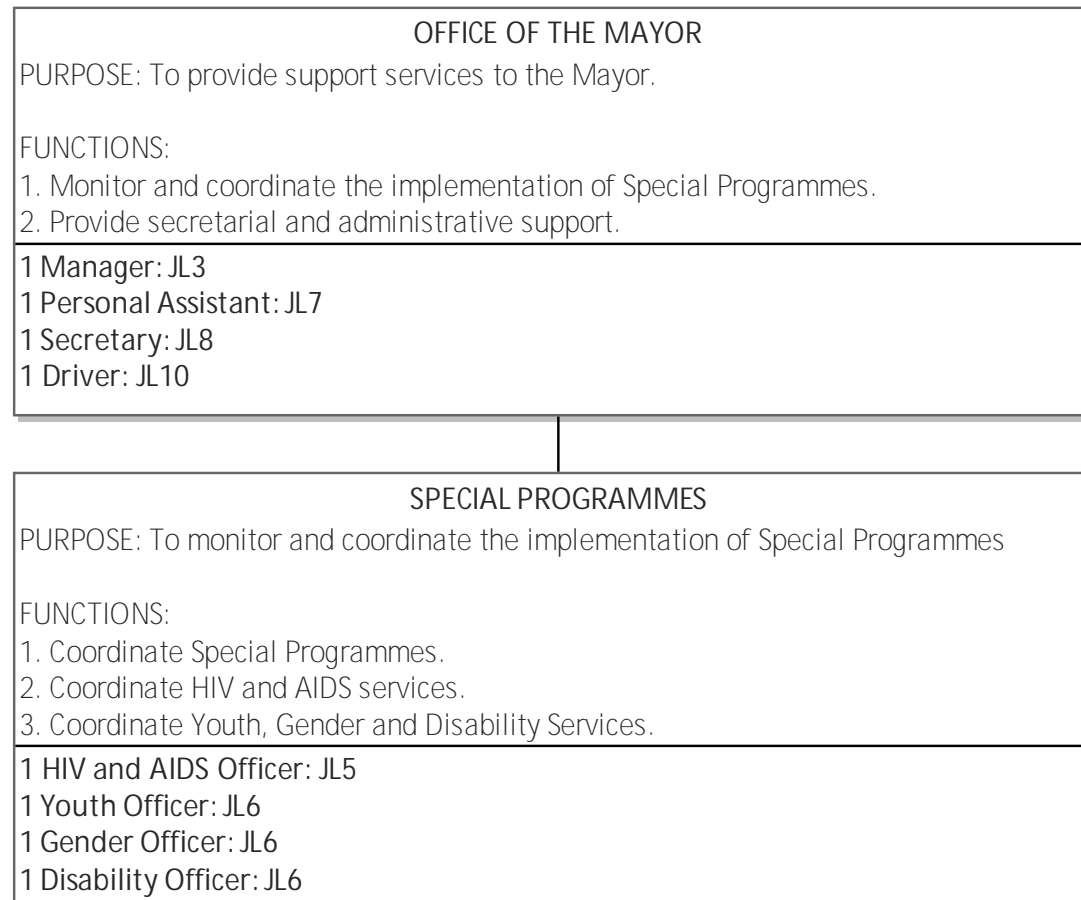 OFFICE OF THE MAYOR
PURPOSE: To provide support services to the Mayor.
FUNCTIONS:
1. Monitor and coordinate the implementation of Special Programmes.
2. Provide secretarial and administrative support.
1 Manager: JL3
1 Personal Assistant: JL7
1 Secretary: JL8
1 Driver: JL10
SPECIAL PROGRAMMES
PURPOSE: To monitor and coordinate the implementation of Special Programmes
FUNCTIONS:
1. Coordinate Special Programmes.
2. Coordinate HIV and AIDS services.
3. Coordinate Youth, Gender and Disability Services.
1 HIV and AIDS Officer: JL5
1 Youth Officer: JL6
1 Gender Officer: JL6
1 Disability Officer: JL6